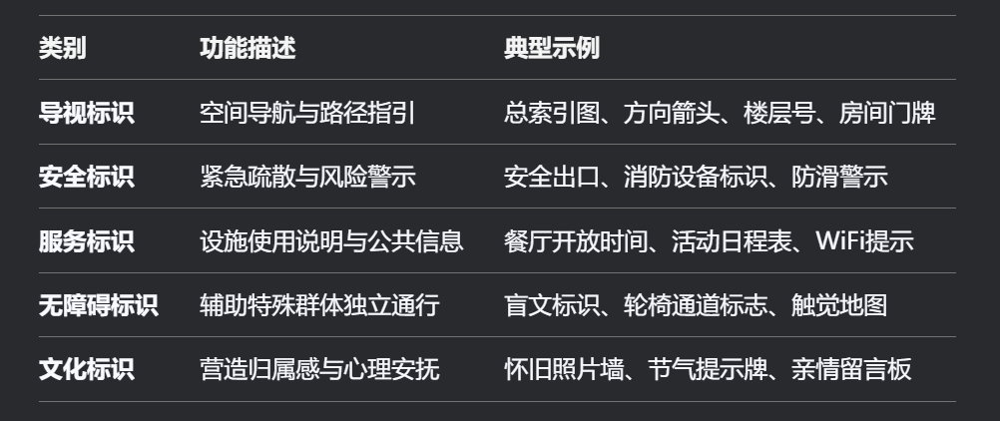 类别 功能描述 典型示例
导视标识 空间导航与路径指引 总索引图、方向箭头、楼层号、房间门牌
安全标识 紧急疏散与风险警示 安全出口、消防设备标识、防滑警示
服务标识 设施使用说明与公共信息 餐厅开放时间、活动日程表、WiFi提示
无障碍标识 辅助特殊群体独立通行 盲文标识、轮椅通道标志、触觉地图
文化标识 营造归属感与心理安抚 怀旧照片墙、节气提示牌、亲情留言板